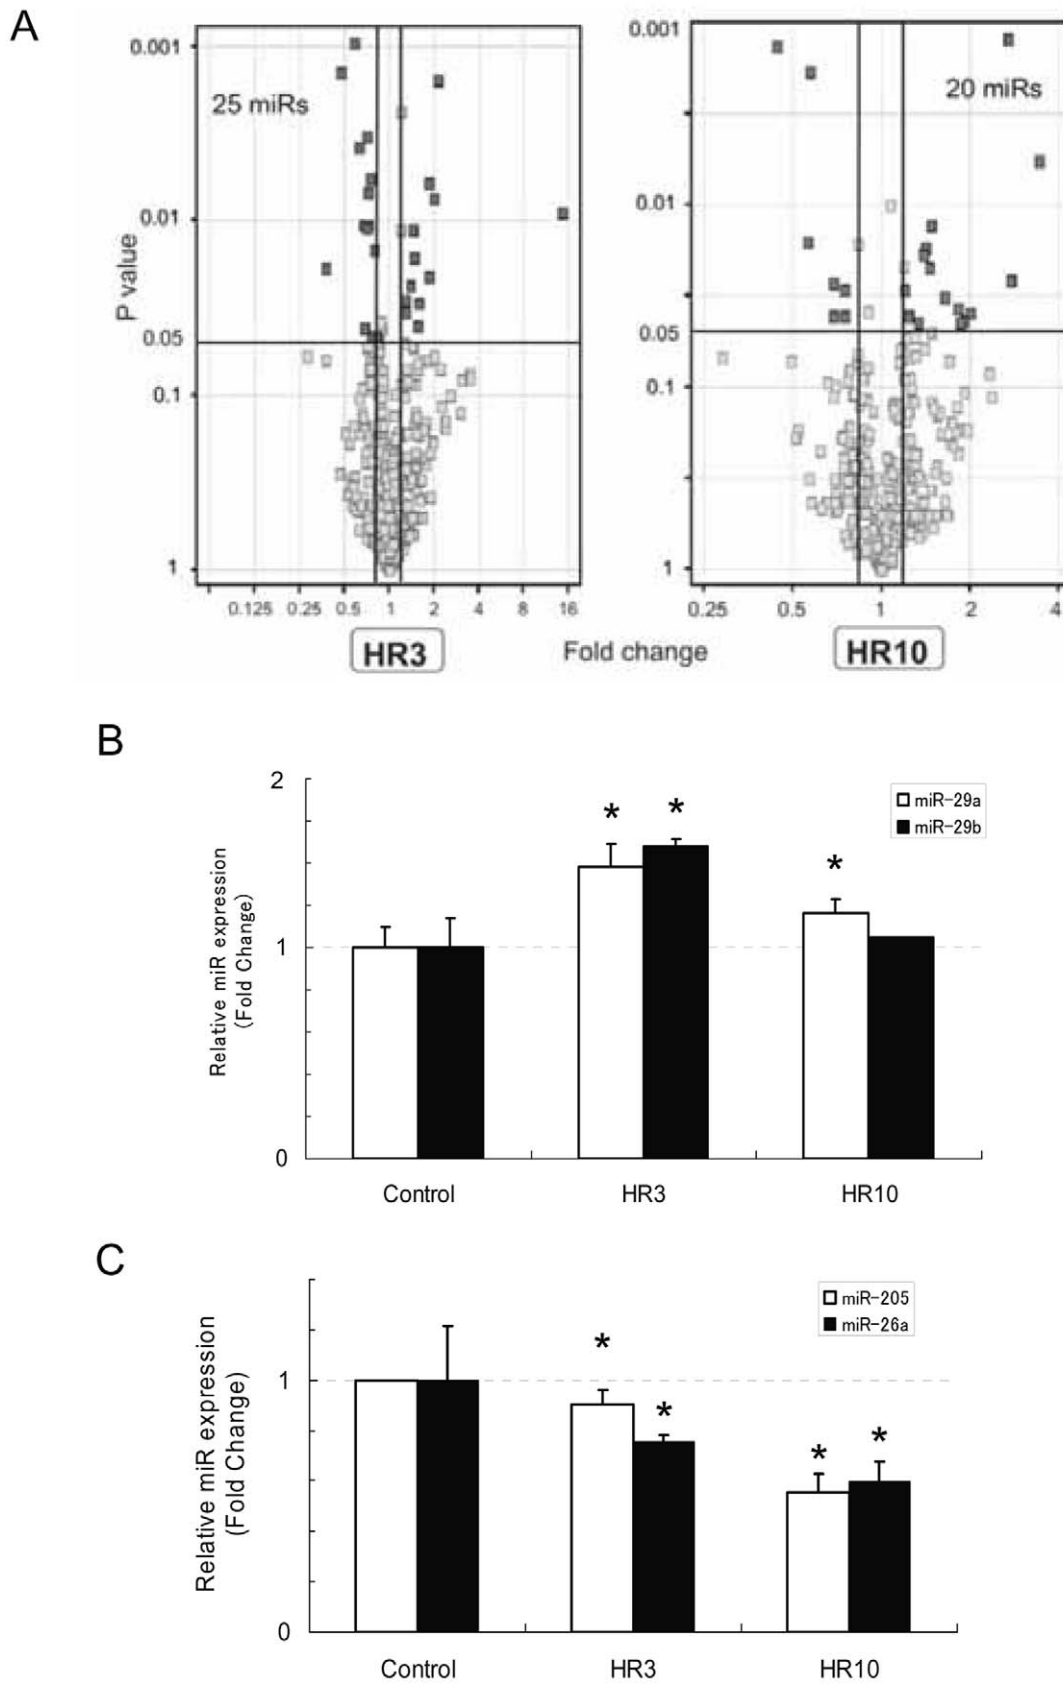 A
P value
0.001
0.01
0.05
0.1
1
25 miRs
0.125 0.25 0.5 1 2 4 8 16
HR3
Fold change
0.001
0.01
0.05
0.1
1
20 miRs
0.25 0.5 1 2 4
HR10
B
Relative miR expression
(Fold Change)
2
1
0
* * *
miR-29a
miR-29b
Control HR3 HR10
C
Relative miR expression
(Fold Change)
1
0
* * * *
miR-205
miR-26a
Control HR3 HR10